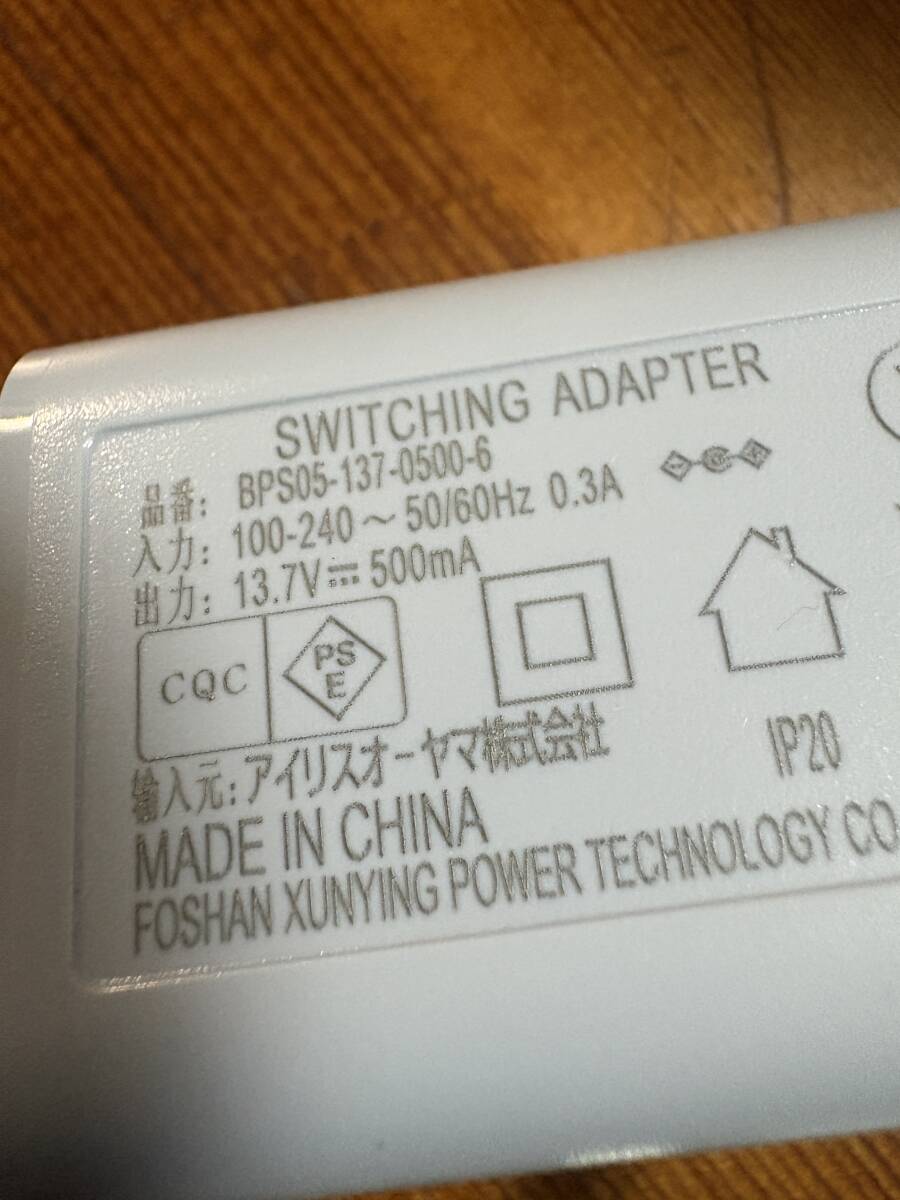 SWITCHING ADAPTER
品番: BPS05-137-0500-6
入力: 100-240～50/60Hz 0.3A
出力: 13.7V⎓500mA
CQC
PS
E
輸入元:アイリスオーヤマ株式会社
IP20
MADE IN CHINA
FOSHAN XUNYING POWER TECHNOLOGY CO